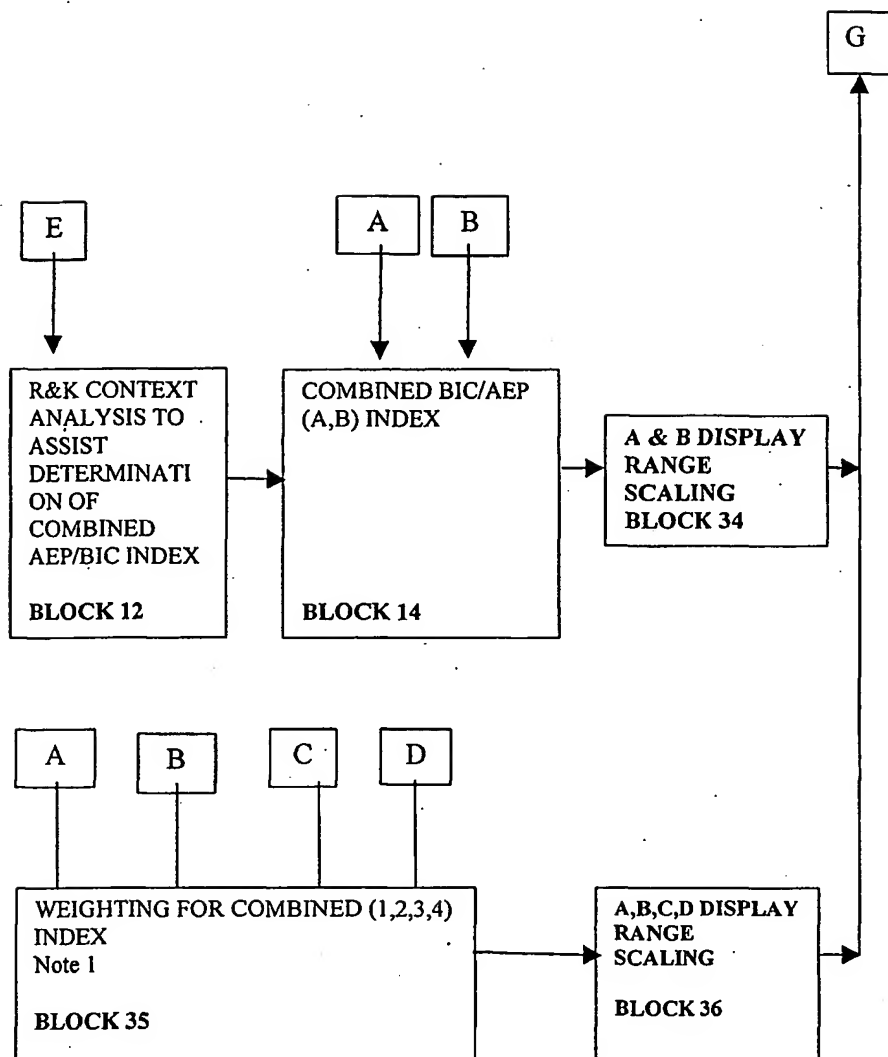 G
E
A
B
R&K CONTEXT
ANALYSIS TO
ASSIST
DETERMINATI
ON OF
COMBINED
AEP/BIC INDEX
BLOCK 12
COMBINED BIC/AEP
(A,B) INDEX
BLOCK 14
A & B DISPLAY
RANGE
SCALING
BLOCK 34
A
B
C
D
WEIGHTING FOR COMBINED (1,2,3,4)
INDEX
Note 1
BLOCK 35
A,B,C,D DISPLAY
RANGE
SCALING
BLOCK 36